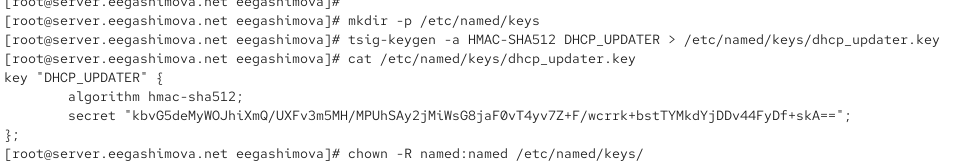 [root@server.eegashimova.net eegashimova]#
[root@server.eegashimova.net eegashimova]# mkdir -p /etc/named/keys
[root@server.eegashimova.net eegashimova]# tsig-keygen -a HMAC-SHA512 DHCP_UPDATER > /etc/named/keys/dhcp_updater.key
[root@server.eegashimova.net eegashimova]# cat /etc/named/keys/dhcp_updater.key
key "DHCP_UPDATER" {
        algorithm hmac-sha512;
        secret "kbvG5deMyWOJhiXmQ/UXFv3m5MH/MPUhSAy2jMiWsG8jaF0vT4yv7Z+F/wcrrk+bstTYMkdYjDDv44FyDf+skA==";
};
[root@server.eegashimova.net eegashimova]# chown -R named:named /etc/named/keys/